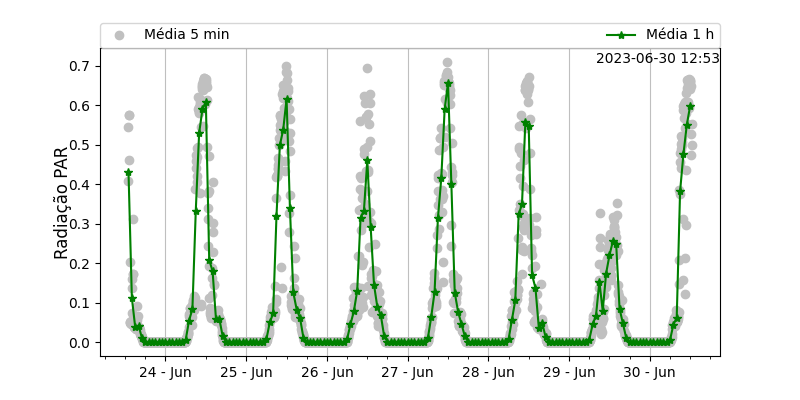 Média 5 min
Média 1 h
2023-06-30 12:53
Radiação PAR
0.7
0.6
0.5
0.4
0.3
0.2
0.1
0.0
24 - Jun
25 - Jun
26 - Jun
27 - Jun
28 - Jun
29 - Jun
30 - Jun